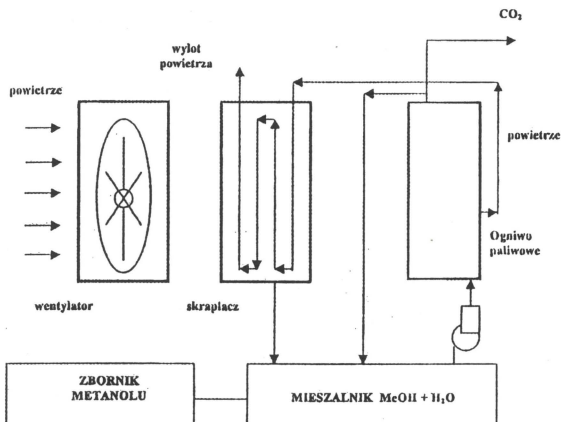 CO₂
wylot
powietrza
powietrze
powietrze
Ogniwo
paliwowe
wentylator
skraplacz
ZBORNIK
METANOLU
MIESZALNIK MeOH + H₂O